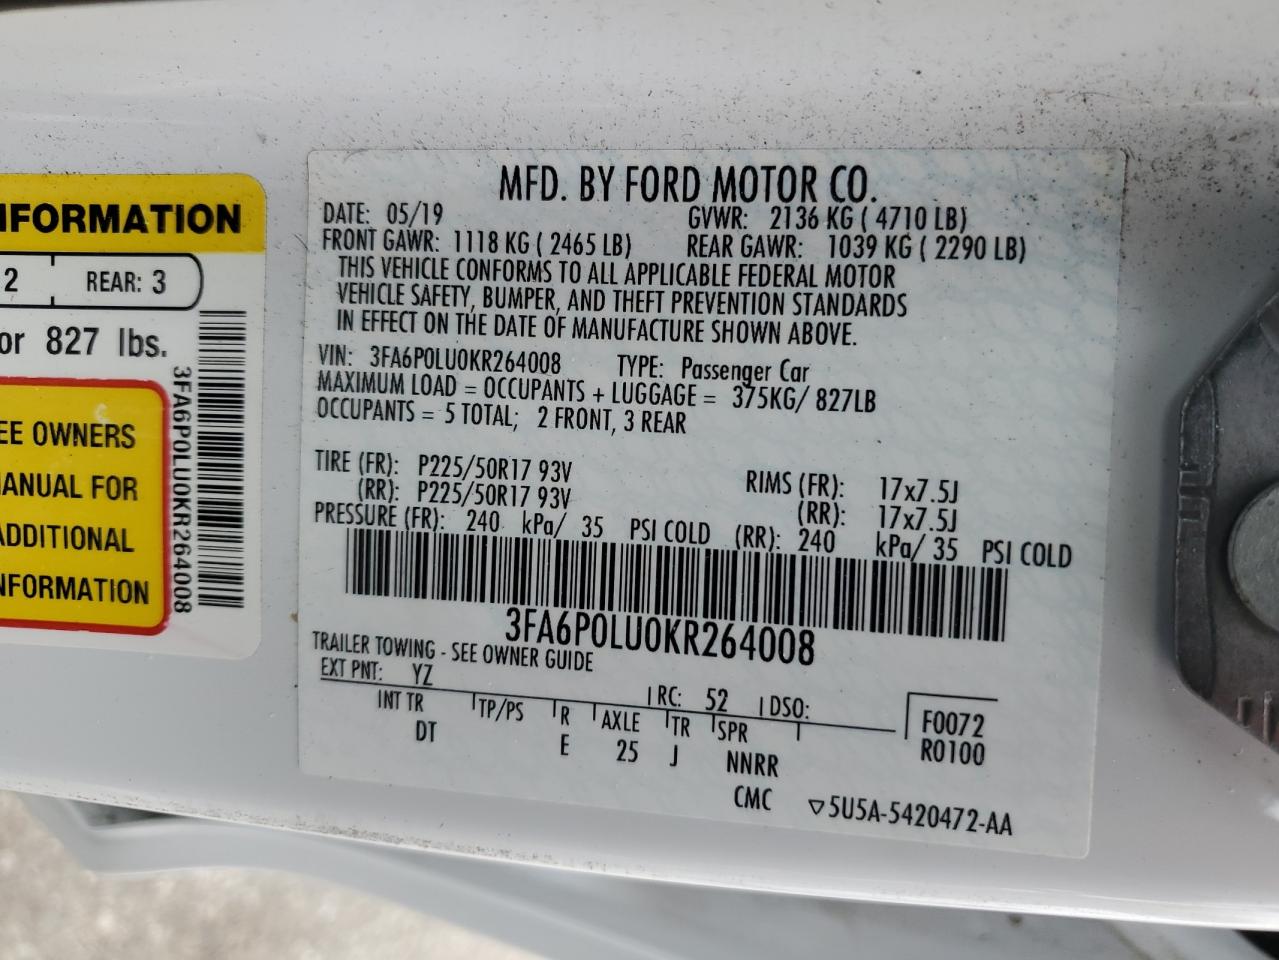 NFORMATION
2 REAR: 3
or 827 lbs.
EE OWNERS
MANUAL FOR
ADDITIONAL
NFORMATION
3FA6P0LU0KR264008
MFD. BY FORD MOTOR CO.
DATE: 05/19 GVWR: 2136 KG ( 4710 LB)
FRONT GAWR: 1118 KG ( 2465 LB) REAR GAWR: 1039 KG ( 2290 LB)
THIS VEHICLE CONFORMS TO ALL APPLICABLE FEDERAL MOTOR
VEHICLE SAFETY, BUMPER, AND THEFT PREVENTION STANDARDS
IN EFFECT ON THE DATE OF MANUFACTURE SHOWN ABOVE.
VIN: 3FA6P0LU0KR264008 TYPE: Passenger Car
MAXIMUM LOAD = OCCUPANTS + LUGGAGE = 375KG/ 827LB
OCCUPANTS = 5 TOTAL; 2 FRONT, 3 REAR
TIRE (FR): P225/50R17 93V RIMS (FR): 17x7.5J
(RR): P225/50R17 93V (RR): 17x7.5J
PRESSURE (FR): 240 kPa/ 35 PSI COLD (RR): 240 kPa/ 35 PSI COLD
3FA6P0LU0KR264008
TRAILER TOWING - SEE OWNER GUIDE
EXT PNT: YZ RC: 52 DSO:
INT TR TP/PS R AXLE TR SPR F0072
DT E 25 J NNRR R0100
CMC ▽5U5A-5420472-AA